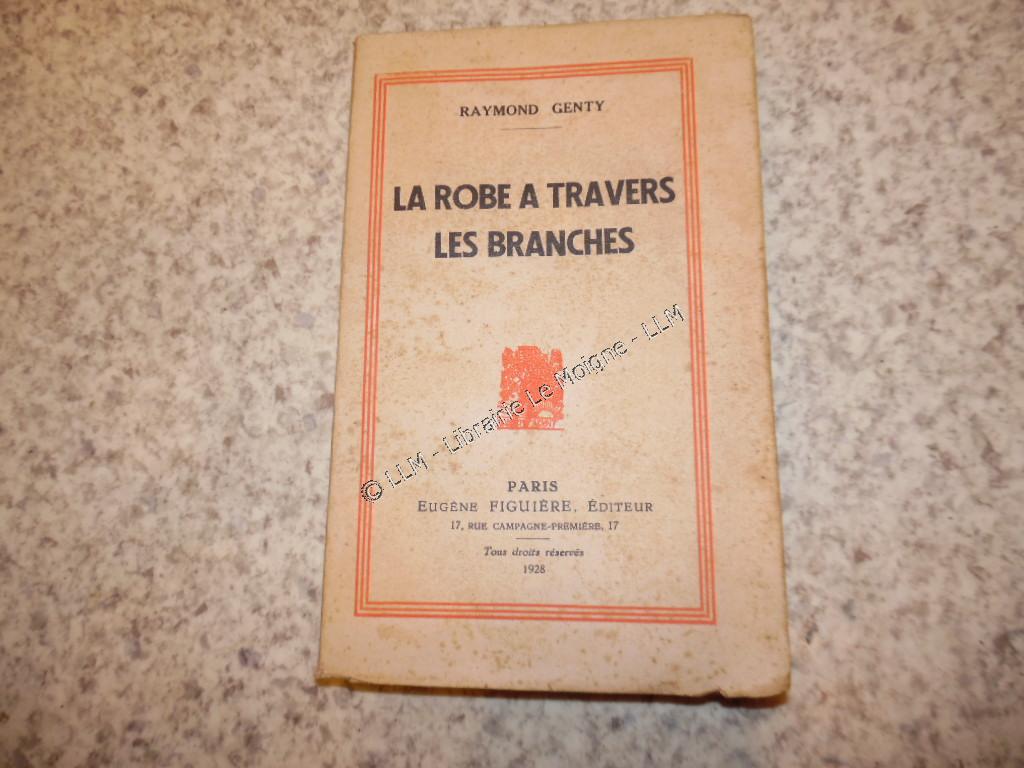 RAYMOND GENTY
LA ROBE A TRAVERS
LES BRANCHES
© LLM - Librairie Le Moigne - LLM
PARIS
EUGÈNE FIGUIÈRE, ÉDITEUR
17, RUE CAMPAGNE-PREMIÈRE, 17
Tous droits réservés
1928